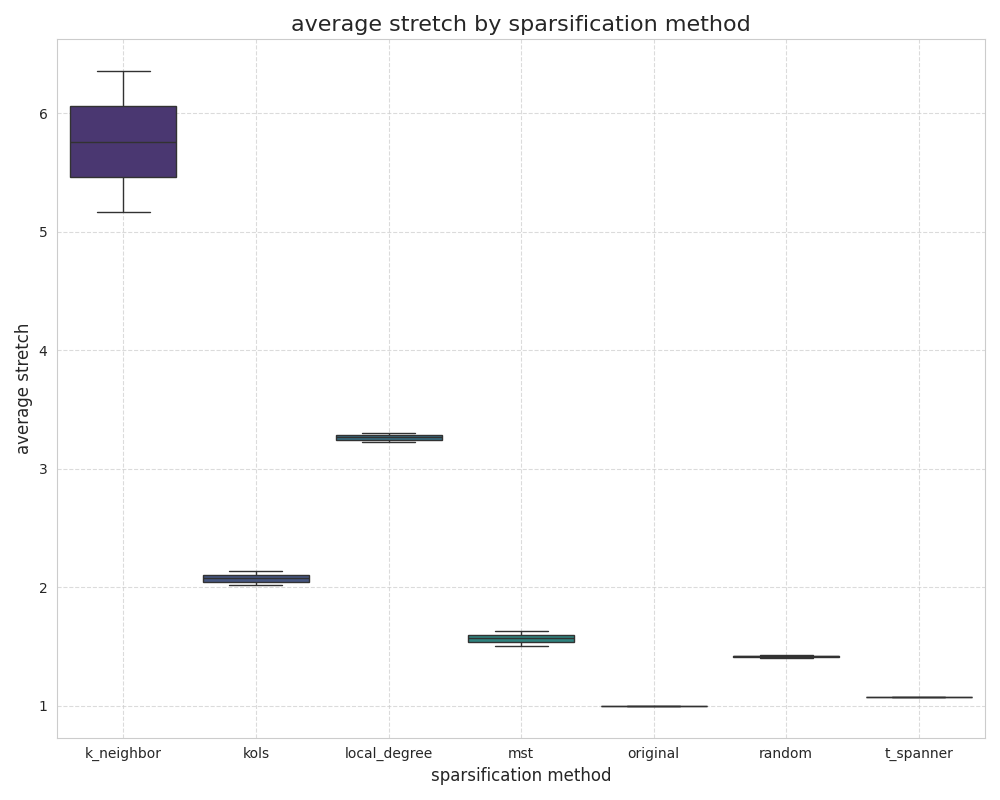 average stretch by sparsification method
average stretch
6
5
4
3
2
1
k_neighbor kols local_degree mst original random t_spanner
sparsification method